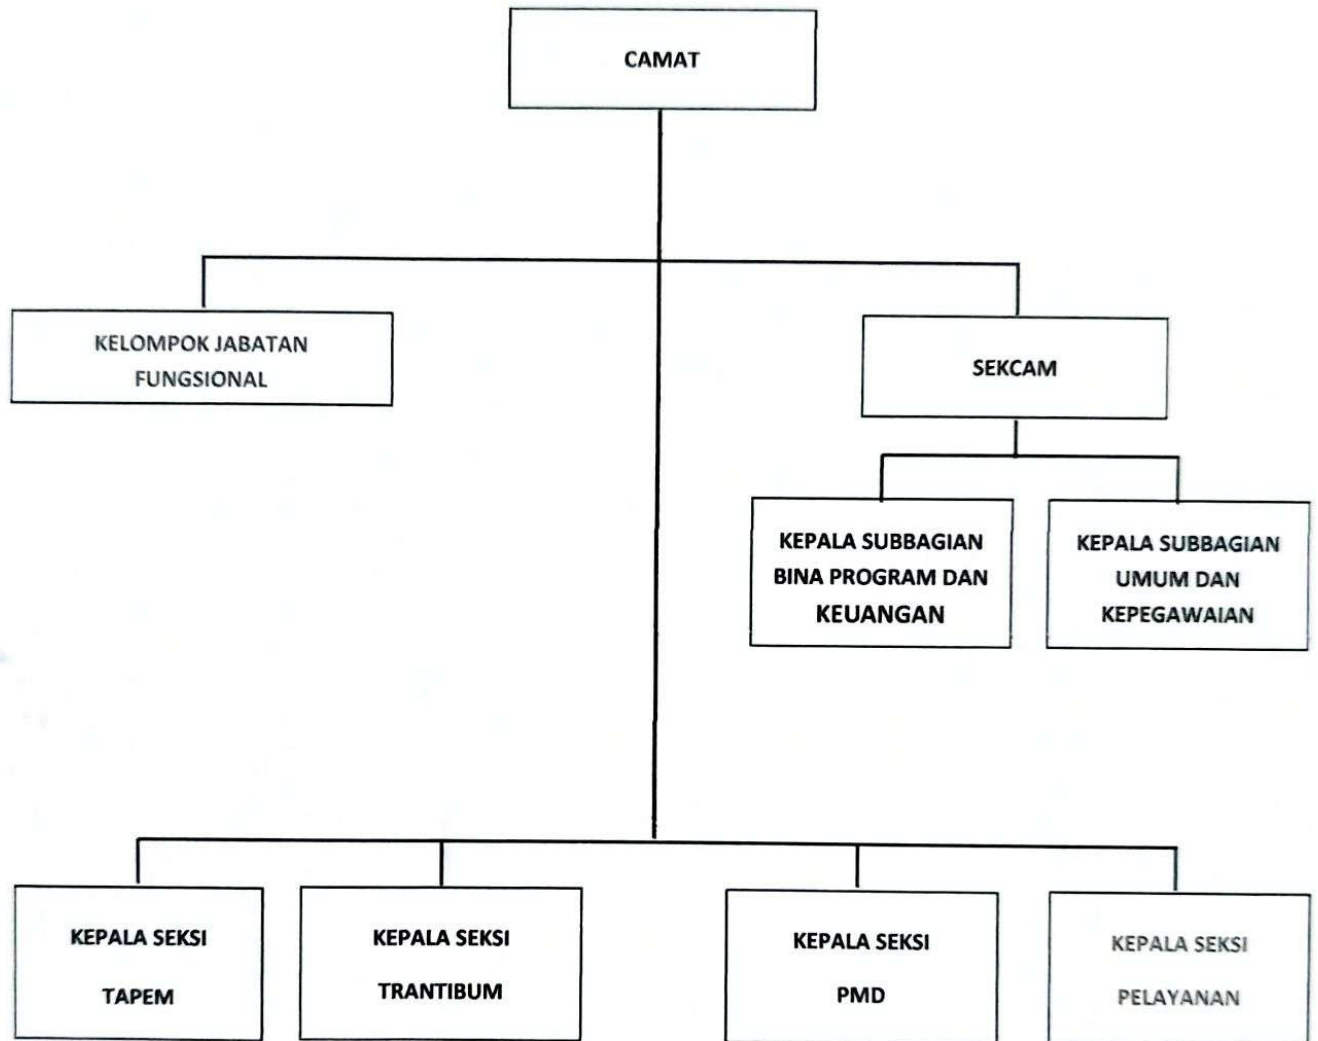 CAMAT
KELOMPOK JABATAN
FUNGSIONAL
SEKCAM
KEPALA SUBBAGIAN
BINA PROGRAM DAN
KEUANGAN
KEPALA SUBBAGIAN
UMUM DAN
KEPEGAWAIAN
KEPALA SEKSI
TAPEM
KEPALA SEKSI
TRANTIBUM
KEPALA SEKSI
PMD
KEPALA SEKSI
PELAYANAN